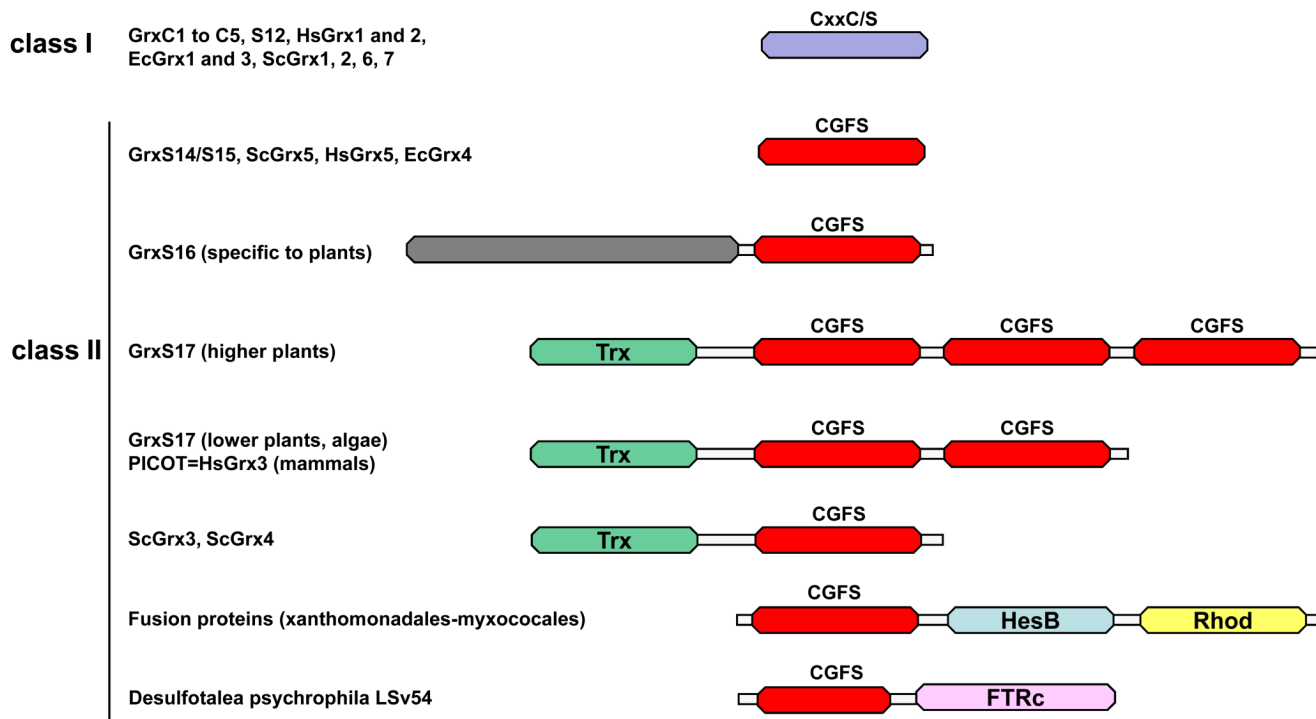 CxxC/S
class I
GrxC1 to C5, S12, HsGrx1 and 2,
EcGrx1 and 3, ScGrx1, 2, 6, 7
CGFS
GrxS14/S15, ScGrx5, HsGrx5, EcGrx4
CGFS
GrxS16 (specific to plants)
CGFS CGFS CGFS
class II GrxS17 (higher plants) Trx
CGFS CGFS
GrxS17 (lower plants, algae)
PICOT=HsGrx3 (mammals) Trx
CGFS
ScGrx3, ScGrx4 Trx
CGFS
Fusion proteins (xanthomonadales-myxococales) HesB Rhod
CGFS
Desulfotalea psychrophila LSv54 FTRc